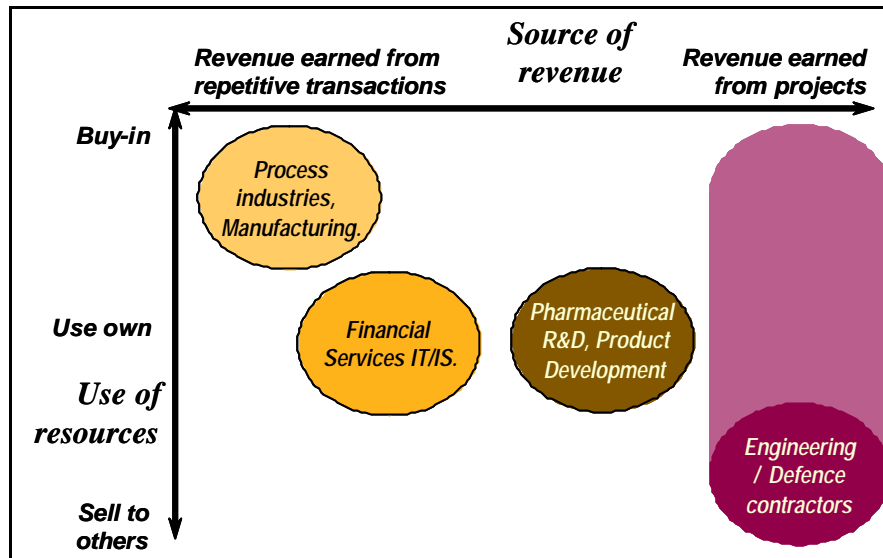 Source of
revenue
Revenue earned from
repetitive transactions
Revenue earned
from projects
Buy-in
Process
industries,
Manufacturing.
Use own
Financial
Services IT/IS.
Pharmaceutical
R&D, Product
Development
Use of
resources
Engineering
/ Defence
contractors
Sell to
others